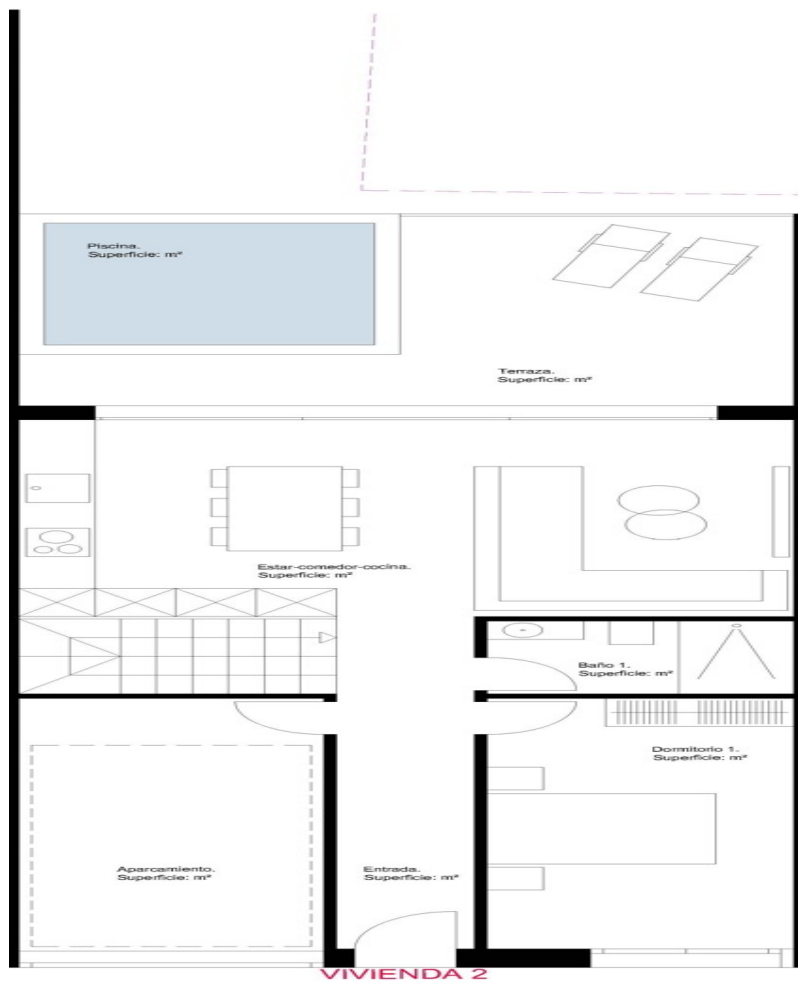 Piscina.
Superficie: m²
Terraza.
Superficie: m²
Estar-comedor-cocina.
Superficie: m²
Baño 1.
Superficie: m²
Dormitorio 1.
Superficie: m²
Aparcamiento.
Superficie: m²
Entrada.
Superficie: m²
VIVIENDA 2